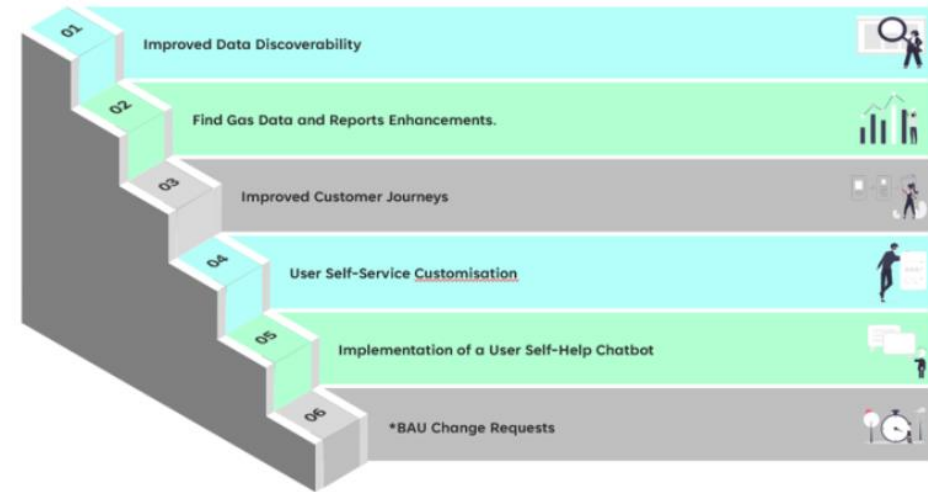 01
Improved Data Discoverability
02
Find Gas Data and Reports Enhancements.
03
Improved Customer Journeys
04
User Self-Service Customisation
05
Implementation of a User Self-Help Chatbot
06
*BAU Change Requests